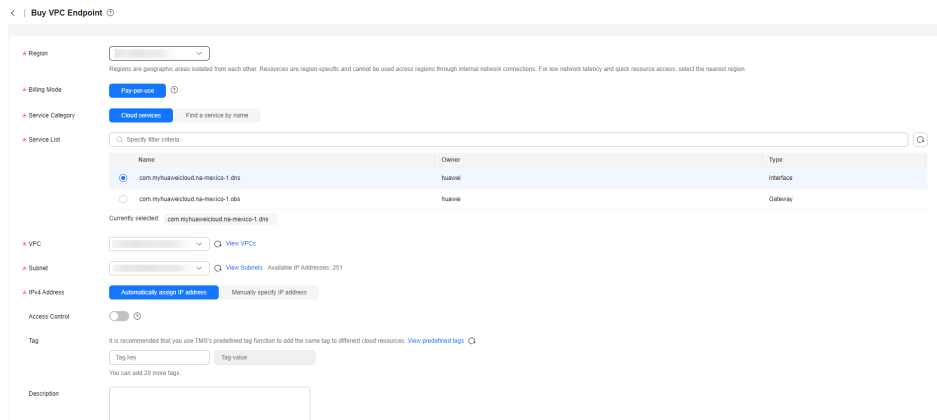 < | Buy VPC Endpoint ?
* Region
Regions are geographic areas isolated from each other. Resources are region-specific and cannot be used across regions through internal network connections. For low network latency and quick resource access, select the nearest region.
* Billing Mode Pay-per-use ?
* Service Category Cloud services Find a service by name
* Service List Specify filter criteria.
Name Owner Type
com.myhuaweicloud.na-mexico-1.dns huawei Interface
com.myhuaweicloud.na-mexico-1.obs huawei Gateway
Currently selected: com.myhuaweicloud.na-mexico-1.dns
* VPC View VPCs
* Subnet View Subnets Available IP Addresses: 251
* IPv4 Address Automatically assign IP address Manually specify IP address
Access Control ?
Tag It is recommended that you use TMS's predefined tag function to add the same tag to different cloud resources. View predefined tags
Tag key Tag value
You can add 20 more tags.
Description